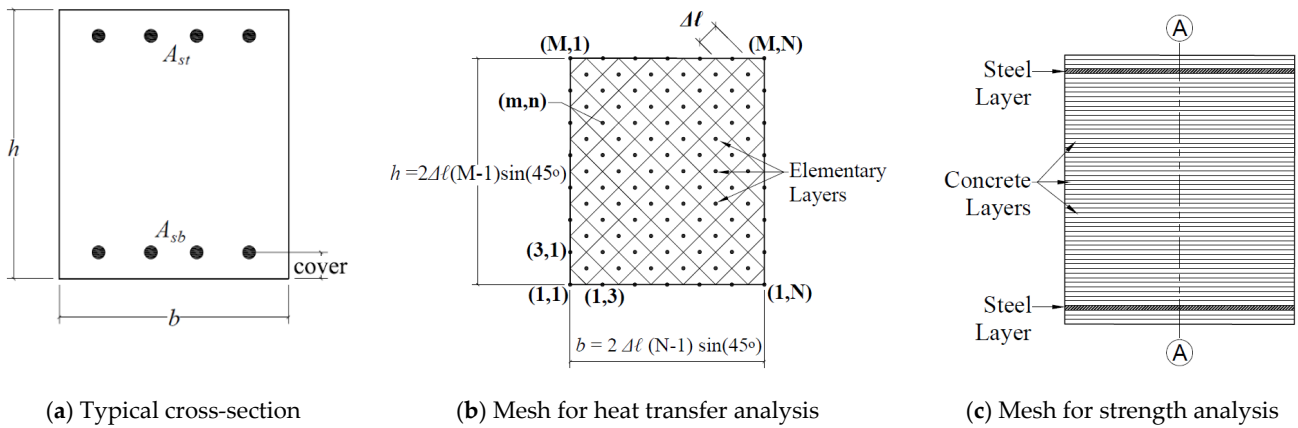 A_st
h
A_sb
cover
b
(a) Typical cross-section
Δℓ
(M,1)
(M,N)
(m,n)
h =2Δℓ(M-1)sin(45º)
Elementary
Layers
(3,1)
(1,1)
(1,3)
(1,N)
b = 2 Δℓ (N-1) sin(45º)
(b) Mesh for heat transfer analysis
A
Steel
Layer
Concrete
Layers
Steel
Layer
A
(c) Mesh for strength analysis